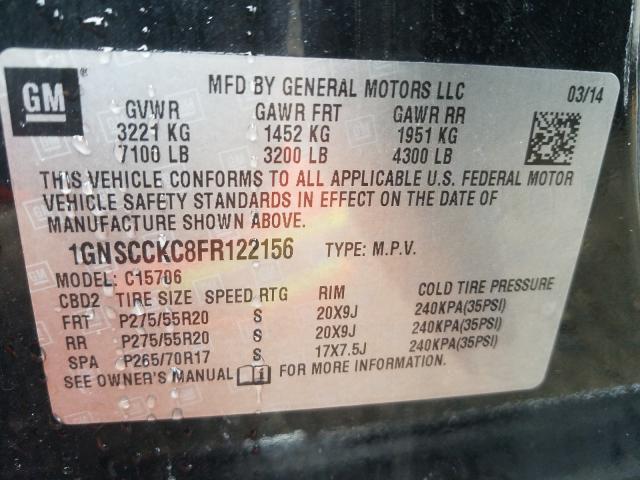 GM
MFD BY GENERAL MOTORS LLC 03/14
GVWR GAWR FRT GAWR RR
3221 KG 1452 KG 1951 KG
7100 LB 3200 LB 4300 LB
THIS VEHICLE CONFORMS TO ALL APPLICABLE U.S. FEDERAL MOTOR
VEHICLE SAFETY STANDARDS IN EFFECT ON THE DATE OF
MANUFACTURE SHOWN ABOVE.
1GNSCCKC8FR122156 TYPE: M.P.V.
MODEL: C15706
CBD2 TIRE SIZE SPEED RTG RIM COLD TIRE PRESSURE
FRT P275/55R20 S 20X9J 240KPA(35PSI)
RR P275/55R20 S 20X9J 240KPA(35PSI)
SPA P265/70R17 S 17X7.5J 240KPA(35PSI)
SEE OWNER'S MANUAL FOR MORE INFORMATION.